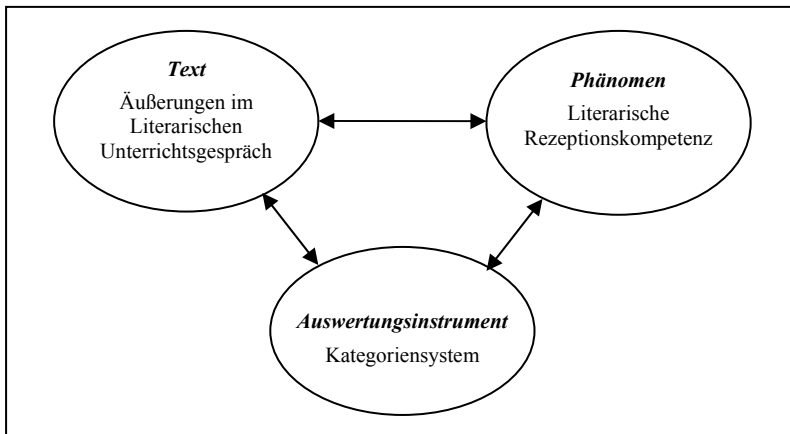 Text
Äußerungen im
Literarischen
Unterrichtsgespräch
Phänomen
Literarische
Rezeptionskompetenz
Auswertungsinstrument
Kategoriensystem